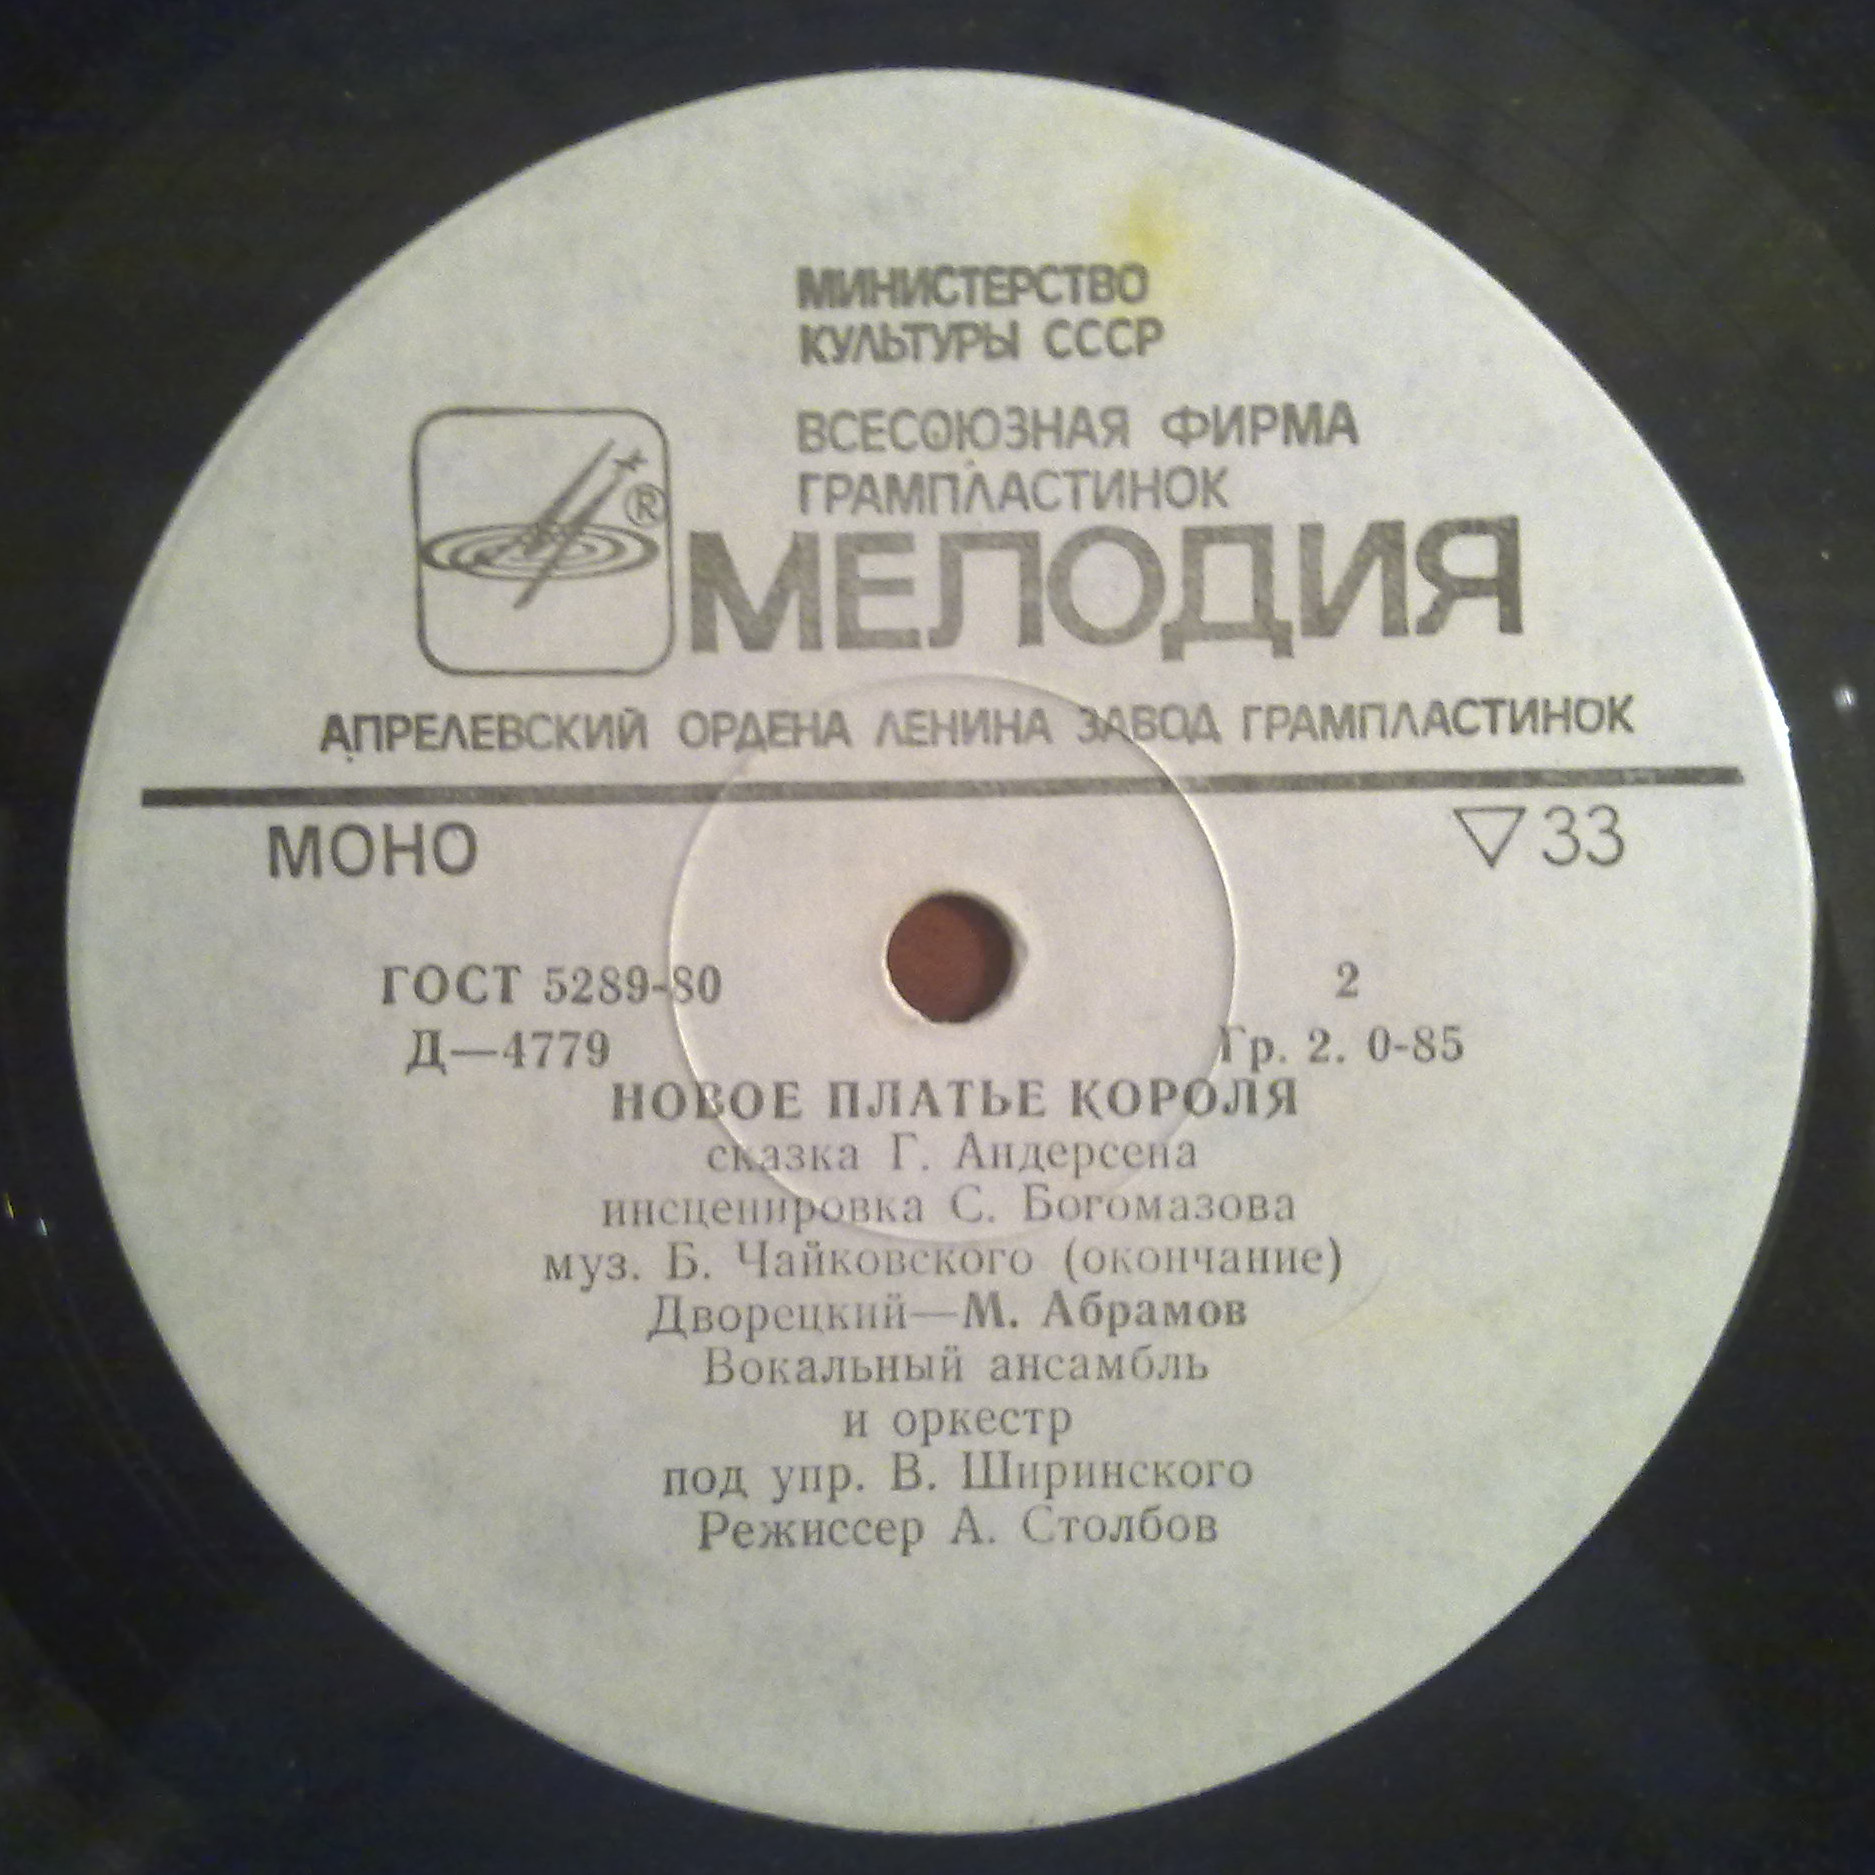 МИНИСТЕРСТВО
КУЛЬТУРЫ СССР
ВСЕСОЮЗНАЯ ФИРМА
ГРАМПЛАСТИНОК
®
МЕЛОДИЯ
АПРЕЛЕВСКИЙ ОРДЕНА ЛЕНИНА ЗАВОД ГРАМПЛАСТИНОК
МОНО ▽33
ГОСТ 5289-80 2
Д—4779 Гр. 2. 0-85
НОВОЕ ПЛАТЬЕ КОРОЛЯ
сказка Г. Андерсена
инсценировка С. Богомазова
муз. Б. Чайковского (окончание)
Дворецкий—М. Абрамов
Вокальный ансамбль
и оркестр
под упр. В. Ширинского
Режиссер А. Столбов